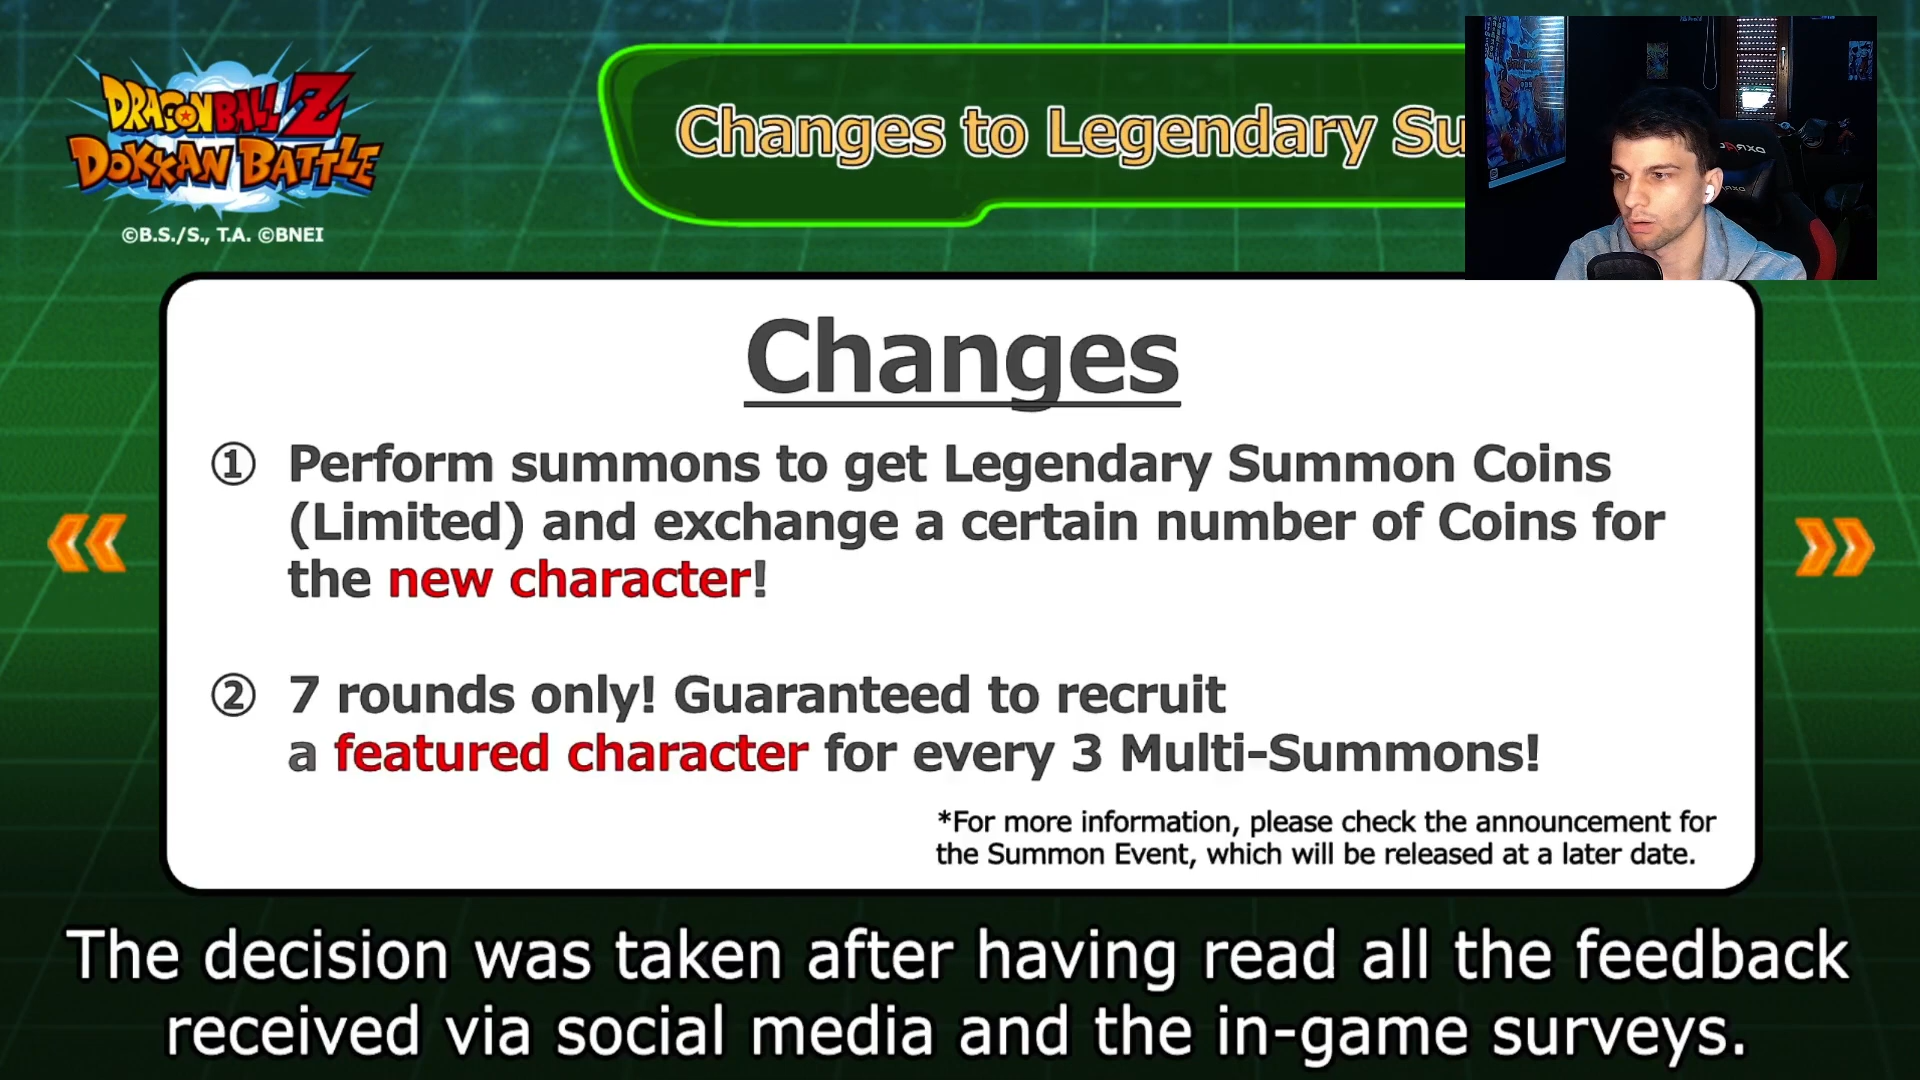 DRAGONBALL Z
DOKKAN BATTLE
©B.S./S., T.A. ©BNEI
Changes to Legendary Su
Changes
① Perform summons to get Legendary Summon Coins
(Limited) and exchange a certain number of Coins for
the new character!
② 7 rounds only! Guaranteed to recruit
a featured character for every 3 Multi-Summons!
*For more information, please check the announcement for
the Summon Event, which will be released at a later date.
The decision was taken after having read all the feedback
received via social media and the in-game surveys.